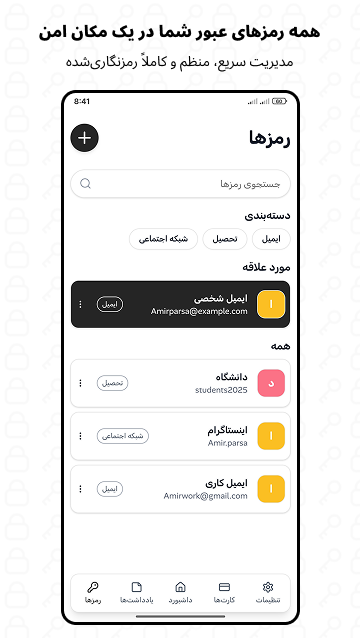 همه رمزهای عبور شما در یک مکان امن
مدیریت سریع، منظم و کاملاً رمزنگاری‌شده
8:41
60
رمزها
جستجوی رمزها
دسته‌بندی
ایمیل
تحصیل
شبکه اجتماعی
مورد علاقه
ا
ایمیل شخصی
ایمیل
Amirparsa@example.com
همه
د
دانشگاه
تحصیل
students2025
ا
اینستاگرام
شبکه اجتماعی
Amir.parsa
ا
ایمیل کاری
ایمیل
Amirwork@gmail.com
تنظیمات
کارت‌ها
داشبورد
یادداشت‌ها
رمزها